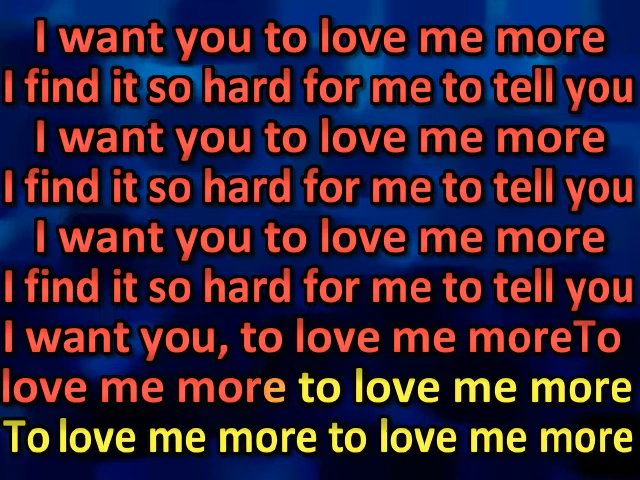 I want you to love me more
I find it so hard for me to tell you
I want you to love me more
I find it so hard for me to tell you
I want you to love me more
I find it so hard for me to tell you
I want you, to love me moreTo
love me more to love me more
To love me more to love me more